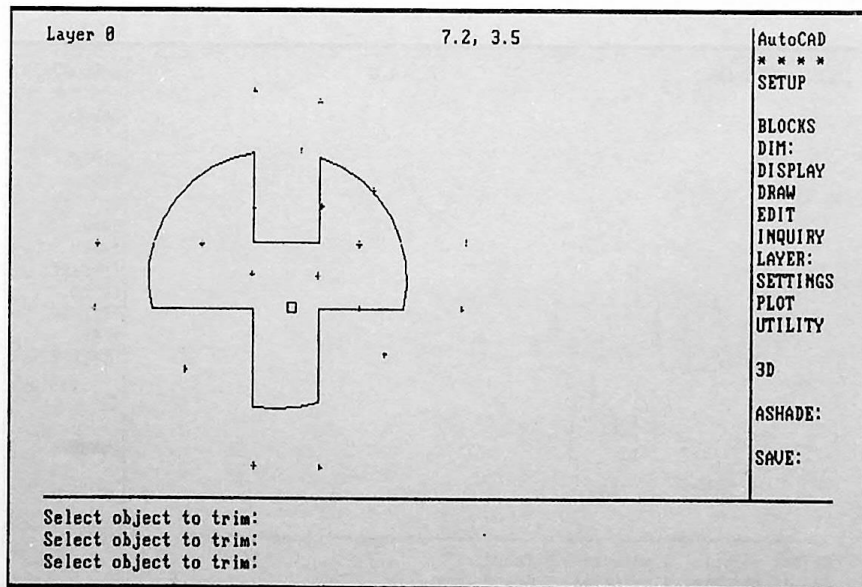 Layer 0
7.2, 3.5
AutoCAD
* * * *
SETUP
BLOCKS
DIM:
DISPLAY
DRAW
EDIT
INQUIRY
LAYER:
SETTINGS
PLOT
UTILITY
3D
ASHADE:
SAVE:
Select object to trim:
Select object to trim:
Select object to trim: